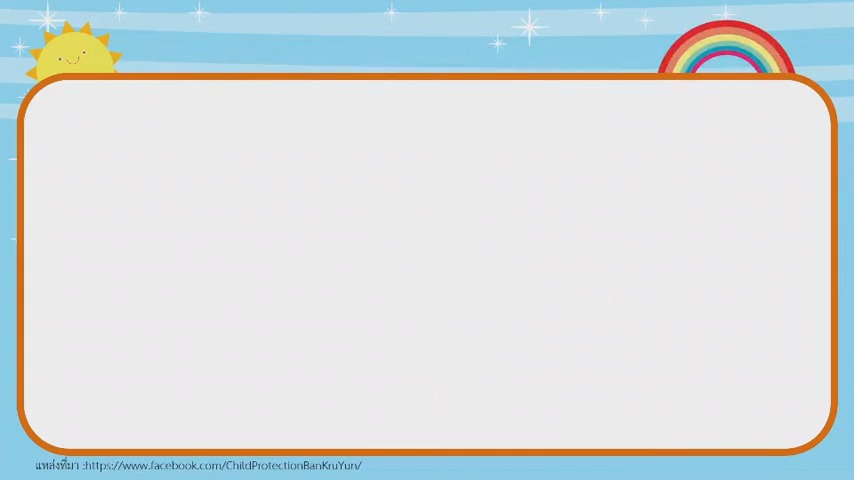 แหล่งที่มา :https://www.facebook.com/ChildProtectionBanKruYun/